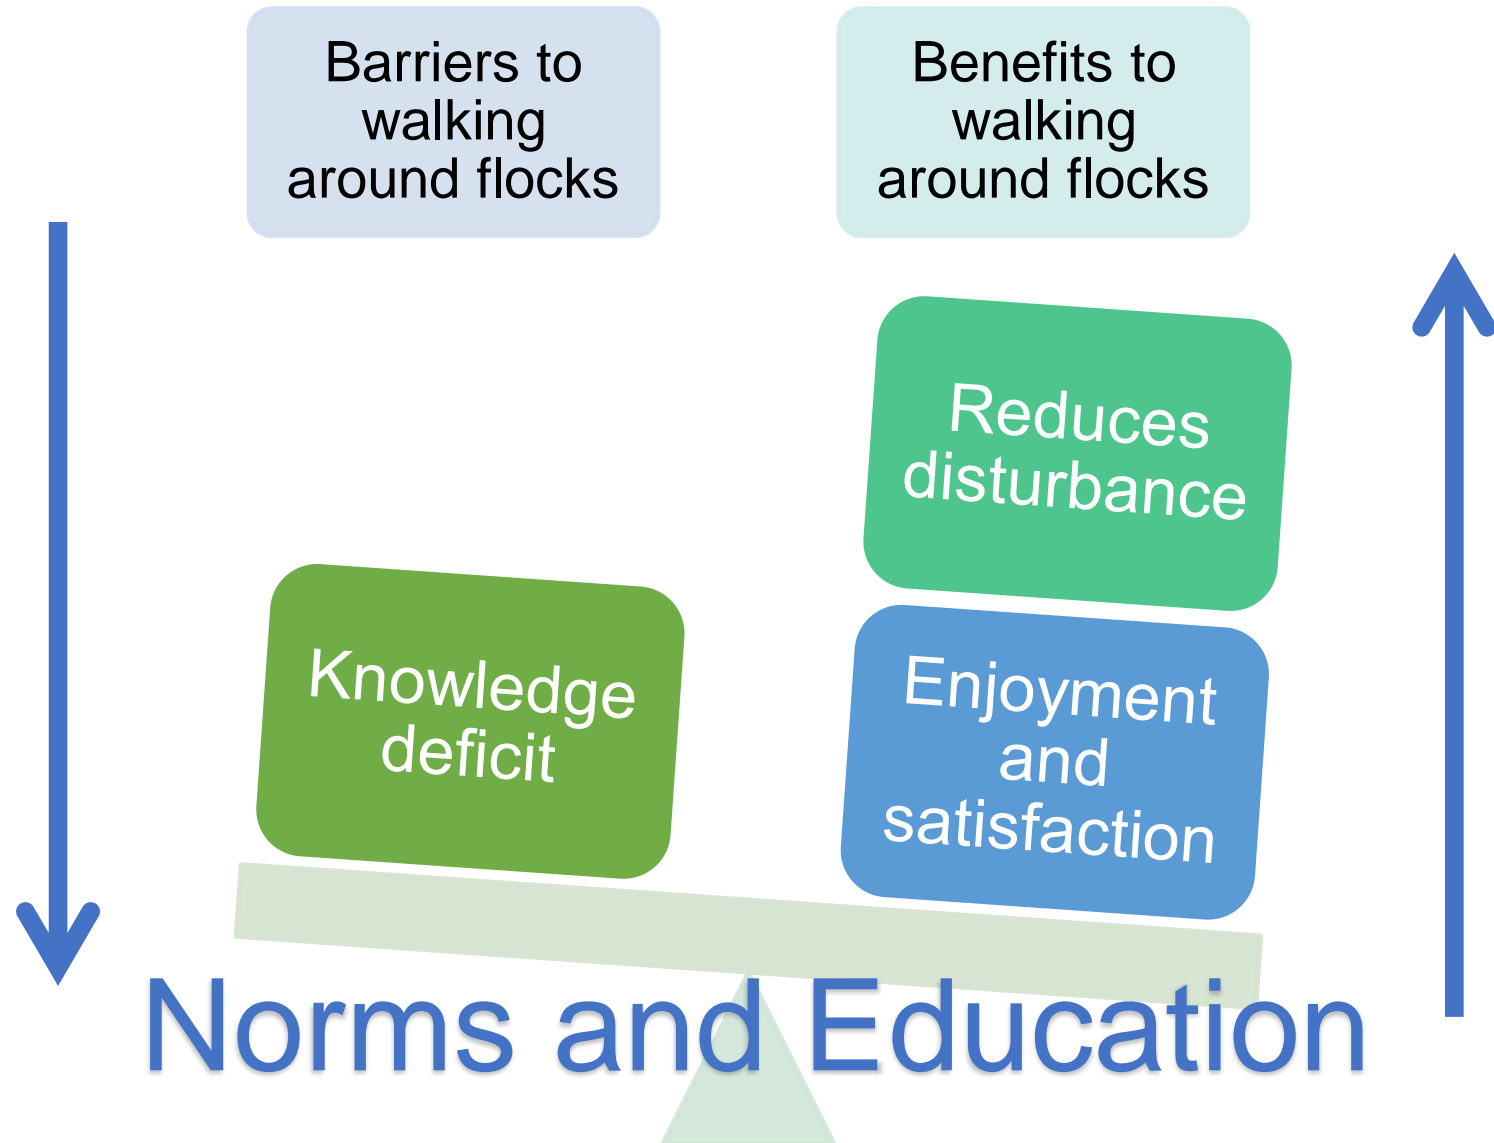 Barriers to
walking
around flocks
Benefits to
walking
around flocks
Reduces
disturbance
Knowledge
deficit
Enjoyment
and
satisfaction
Norms and Education